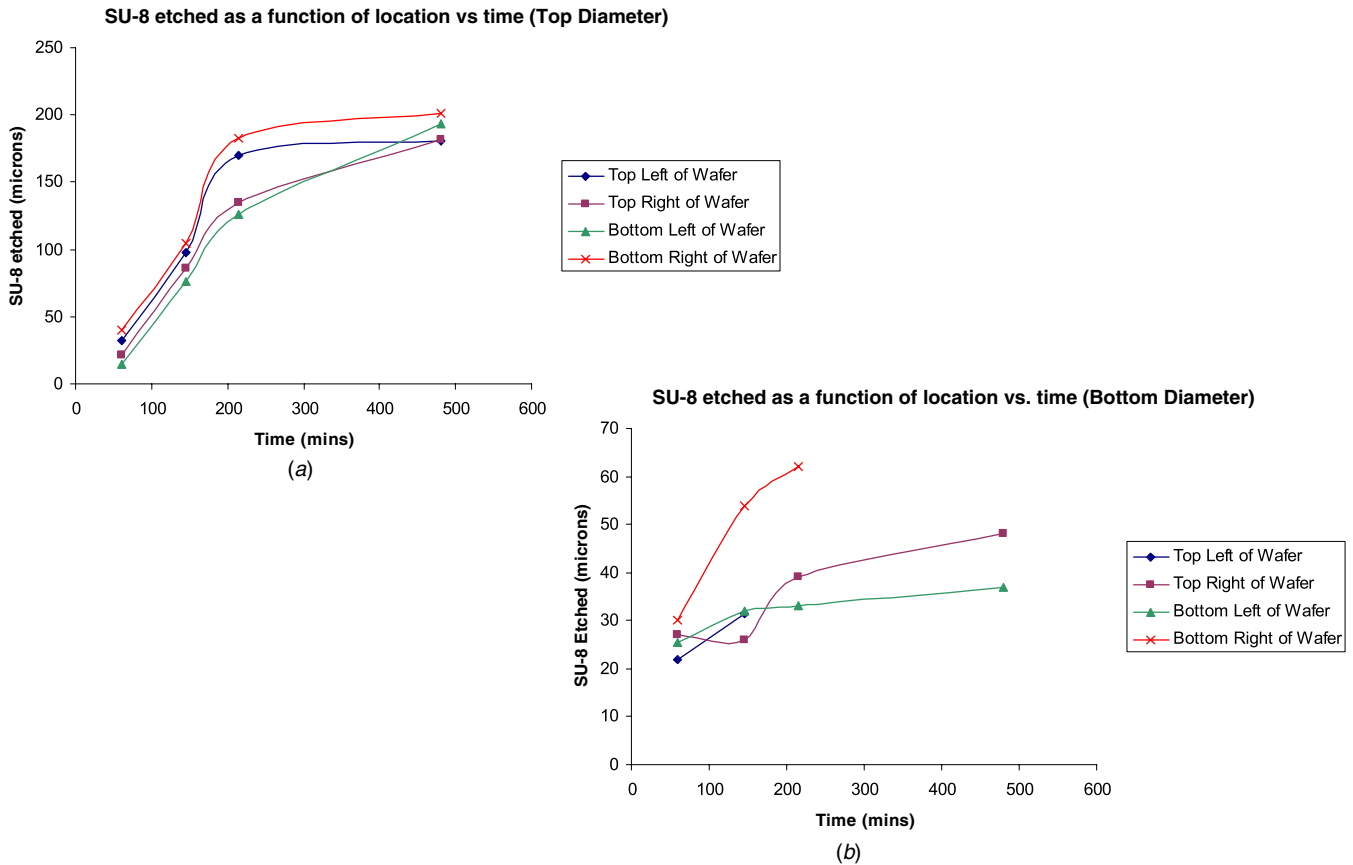 SU-8 etched as a function of location vs time (Top Diameter)
250
200
150
100
50
0
SU-8 etched (microns)
0 100 200 300 400 500 600
Time (mins)
(a)
Top Left of Wafer
Top Right of Wafer
Bottom Left of Wafer
Bottom Right of Wafer
SU-8 etched as a function of location vs. time (Bottom Diameter)
70
60
50
40
30
20
10
0
SU-8 Etched (microns)
0 100 200 300 400 500 600
Time (mins)
(b)
Top Left of Wafer
Top Right of Wafer
Bottom Left of Wafer
Bottom Right of Wafer